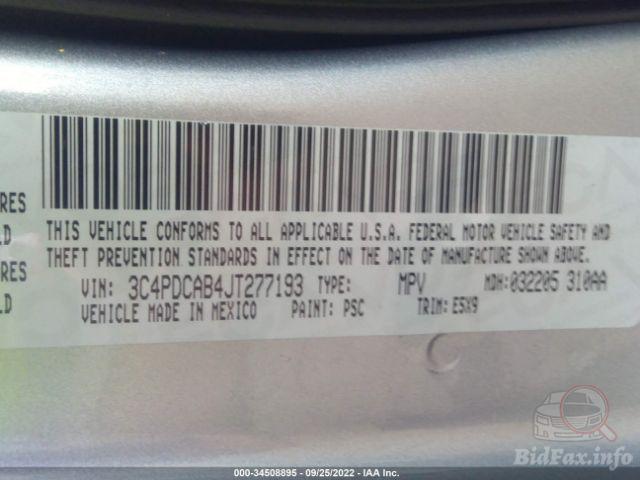 RES
LD
RES
LD
THIS VEHICLE CONFORMS TO ALL APPLICABLE U.S.A. FEDERAL MOTOR VEHICLE SAFETY AND
THEFT PREVENTION STANDARDS IN EFFECT ON THE DATE OF MANUFACTURE SHOWN ABOVE.
VIN: 3C4PDCAB4JT277193 TYPE: MPV MDH: 032205 310AA
VEHICLE MADE IN MEXICO PAINT: PSC TRIM: E5X9
BidFax.info
000-34508895 - 09/25/2022 - IAA Inc.